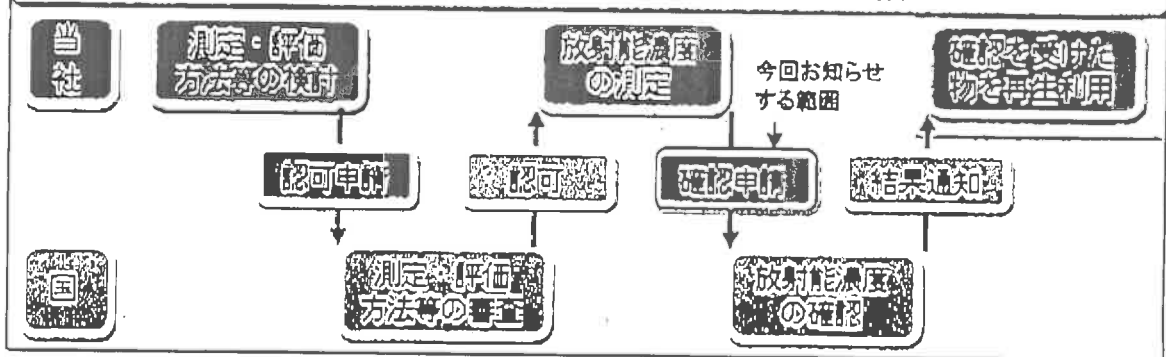 当
社
測定・評価
方法等の検討
放射能濃度
の測定
今回お知らせ
する範囲
確認を受けた
物を再生利用
認可申請
認可
確認申請
結果通知
国
測定・評価
方法等の審査
放射能濃度
の確認